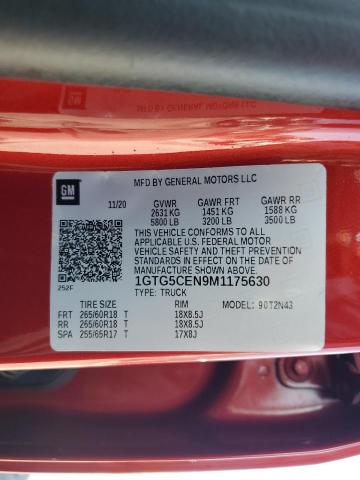 GM
MFD BY GENERAL MOTORS LLC
11/20 GVWR GAWR FRT GAWR RR
2631 KG 1451 KG 1588 KG
5800 LB 3200 LB 3500 LB
THIS VEHICLE CONFORMS TO ALL
APPLICABLE U.S. FEDERAL MOTOR
VEHICLE SAFETY AND THEFT PREVENTION
STANDARDS IN EFFECT ON THE DATE OF
MANUFACTURE SHOWN ABOVE.
252F
1GTG5CEN9M1175630
TYPE: TRUCK
TIRE SIZE RIM MODEL: 90T2N43
FRT 265/60R18 T 18X8.5J
RR 265/60R18 T 18X8.5J
SPA 255/65R17 T 17X8J